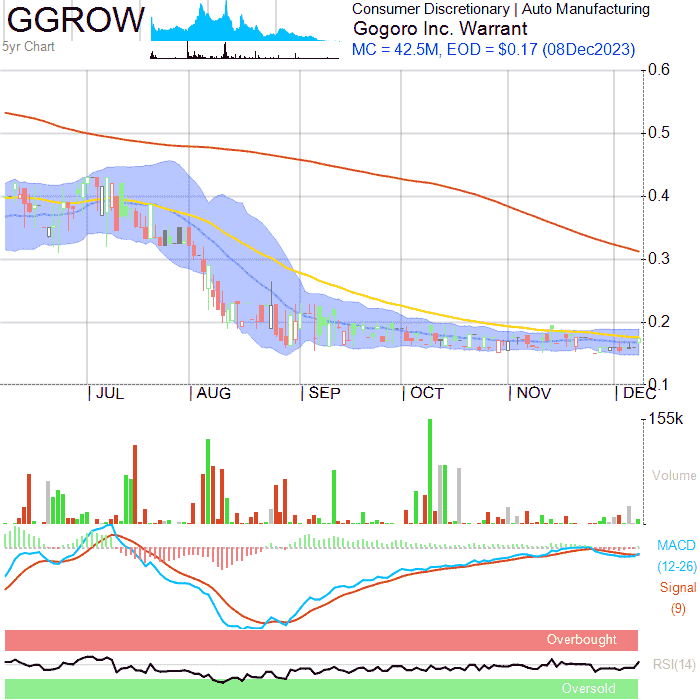 GGROW
5yr Chart
Consumer Discretionary | Auto Manufacturing
Gogoro Inc. Warrant
MC = 42.5M, EOD = $0.17 (08Dec2023)
0.6
0.5
0.4
0.3
0.2
0.1
JUL AUG SEP OCT NOV DEC
155k
Volume
MACD
(12-26)
Signal
(9)
Overbought
RSI(14)
Oversold